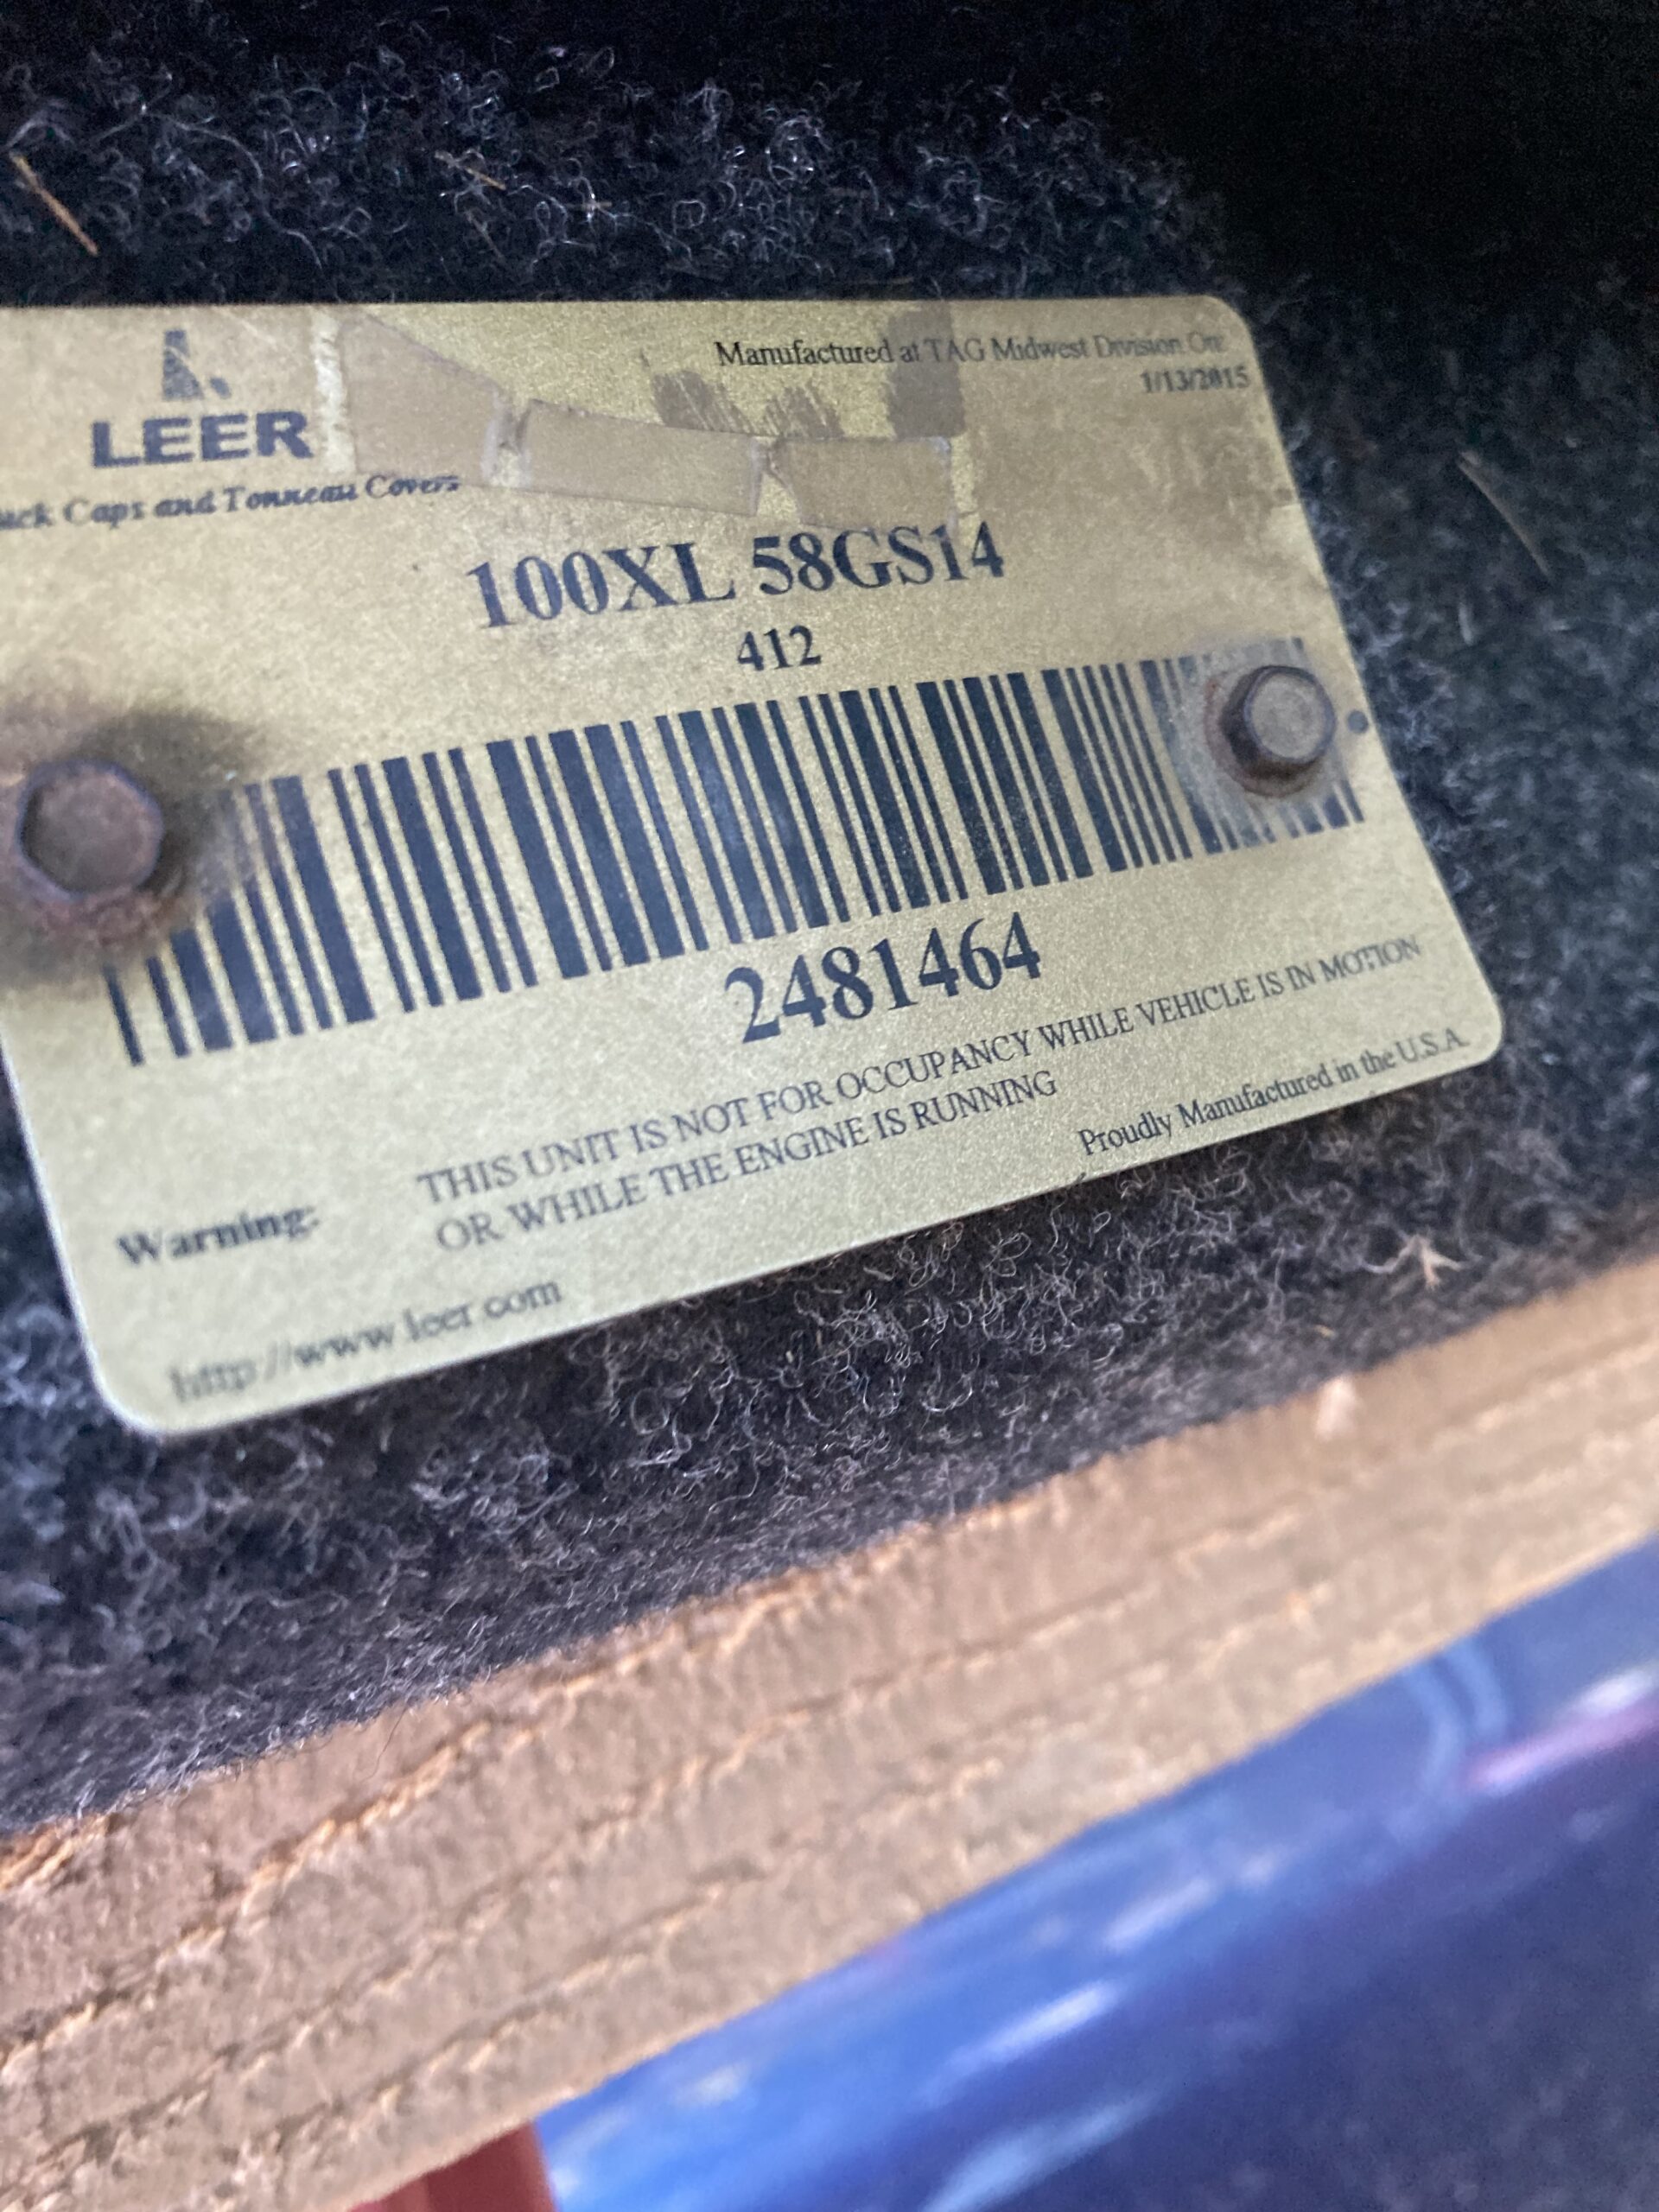 LEER
Caps and Tonneau Covers
Manufactured at TAG Midwest Division On:
1/13/2015
100XL 58GS14
412
2481464
Warning: THIS UNIT IS NOT FOR OCCUPANCY WHILE VEHICLE IS IN MOTION
OR WHILE THE ENGINE IS RUNNING
Proudly Manufactured in the U.S.A.
http://www.leer.com